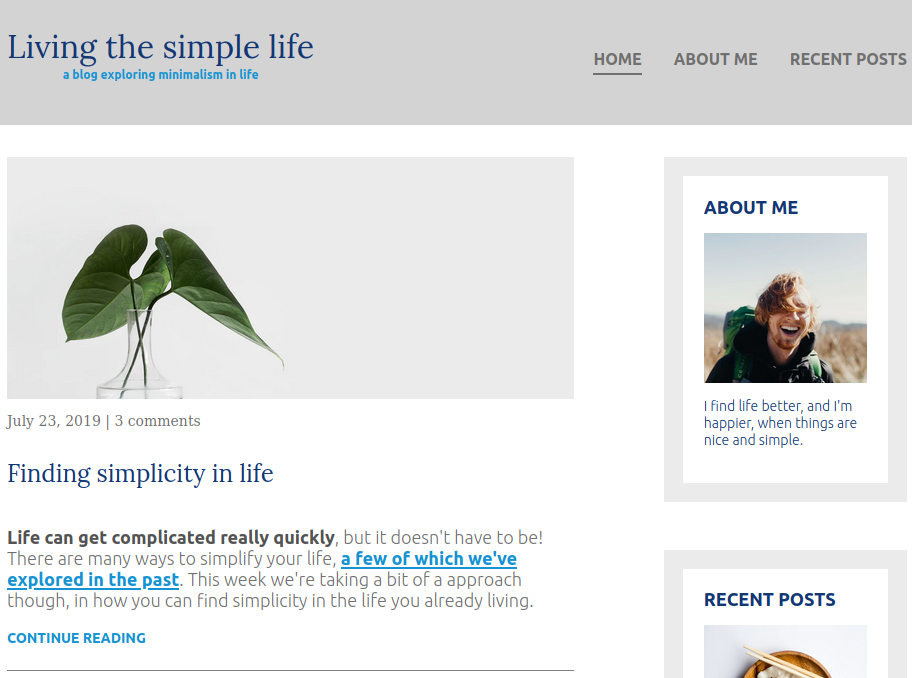 Living the simple life
a blog exploring minimalism in life
HOME
ABOUT ME
RECENT POSTS
July 23, 2019 | 3 comments
Finding simplicity in life
Life can get complicated really quickly, but it doesn't have to be!
There are many ways to simplify your life, a few of which we've
explored in the past. This week we're taking a bit of a approach
though, in how you can find simplicity in the life you already living.
CONTINUE READING
ABOUT ME
I find life better, and I'm
happier, when things are
nice and simple.
RECENT POSTS